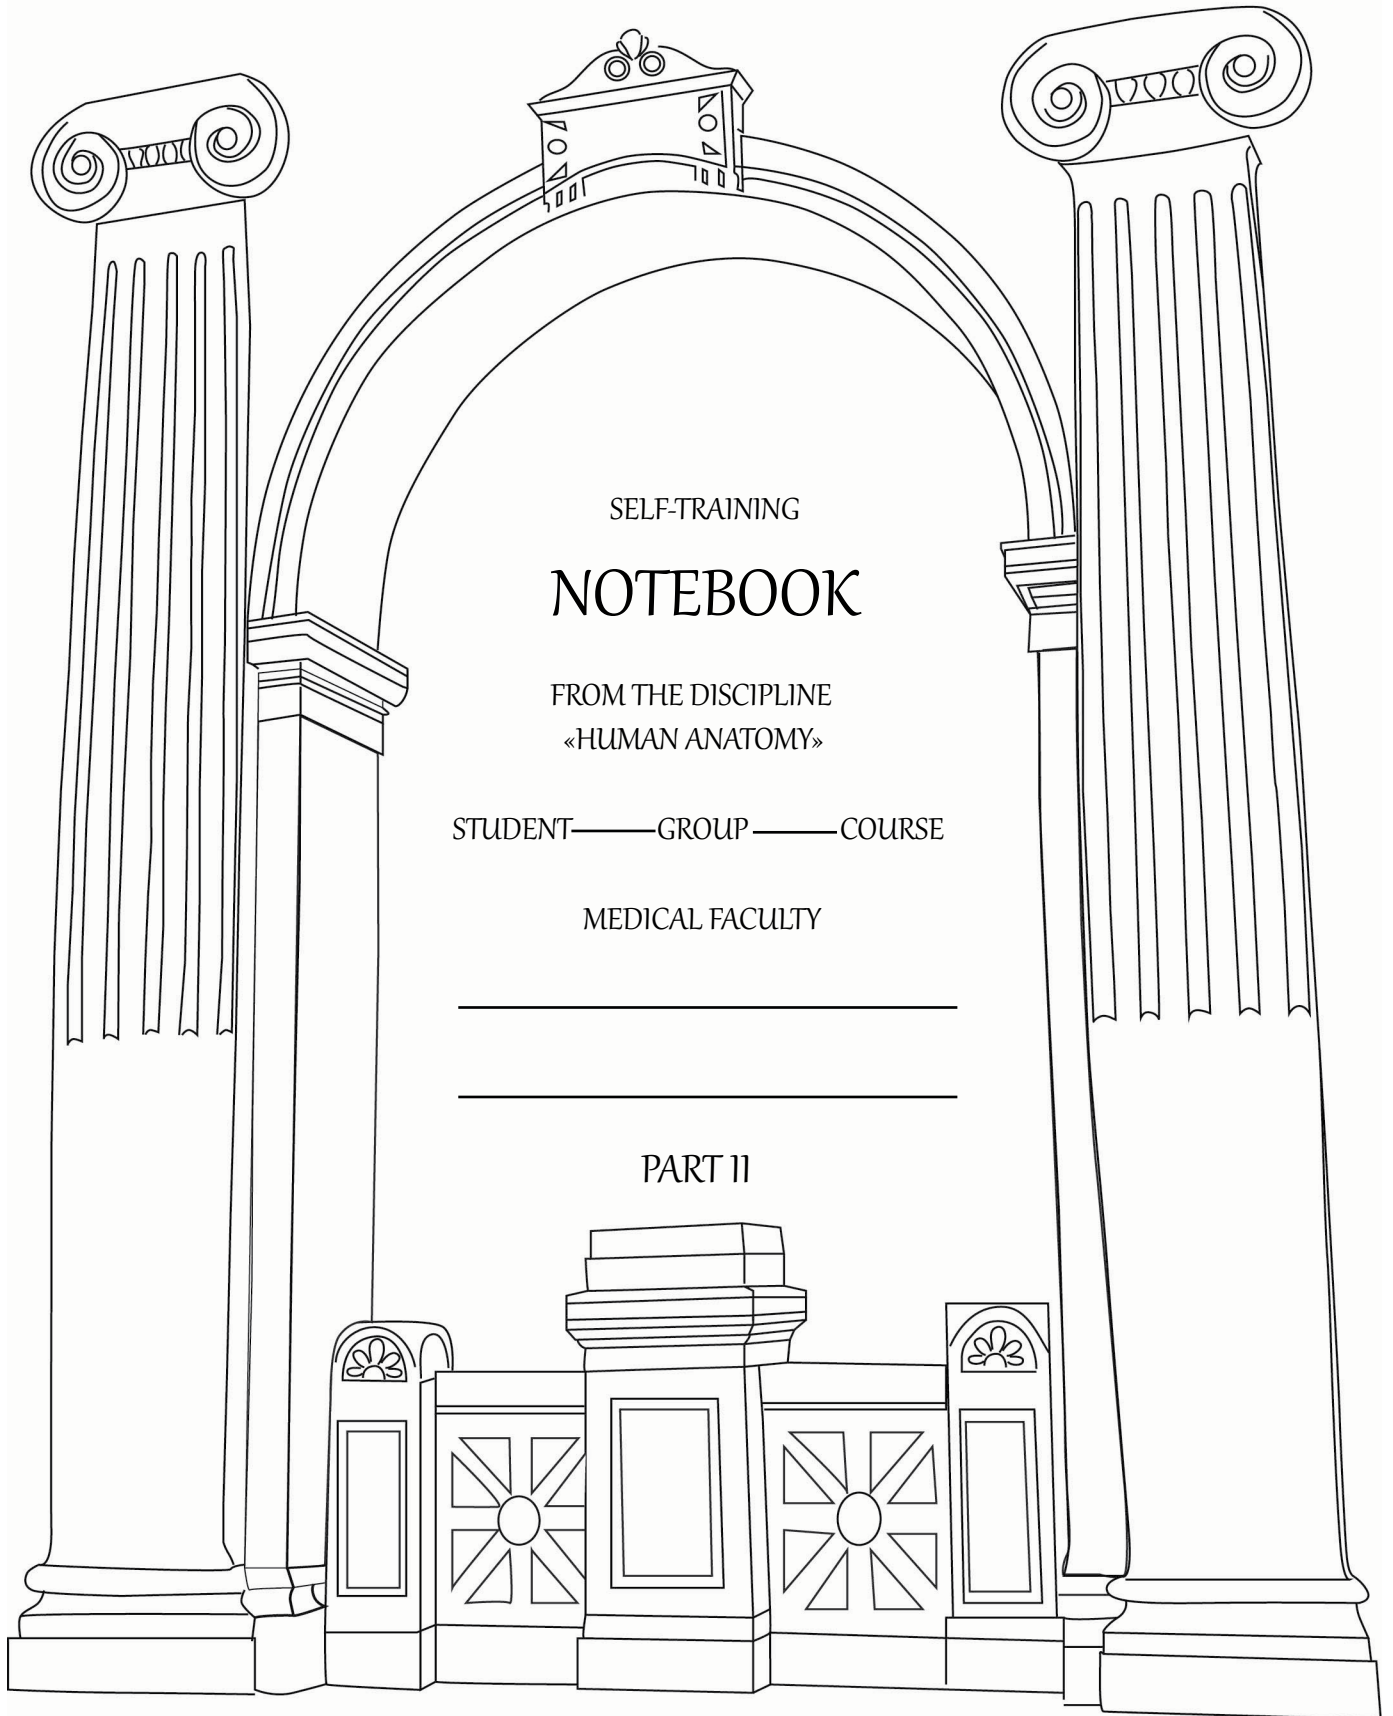 SELF-TRAINING
NOTEBOOK
FROM THE DISCIPLINE
«HUMAN ANATOMY»
STUDENT GROUP COURSE
MEDICAL FACULTY
PART II